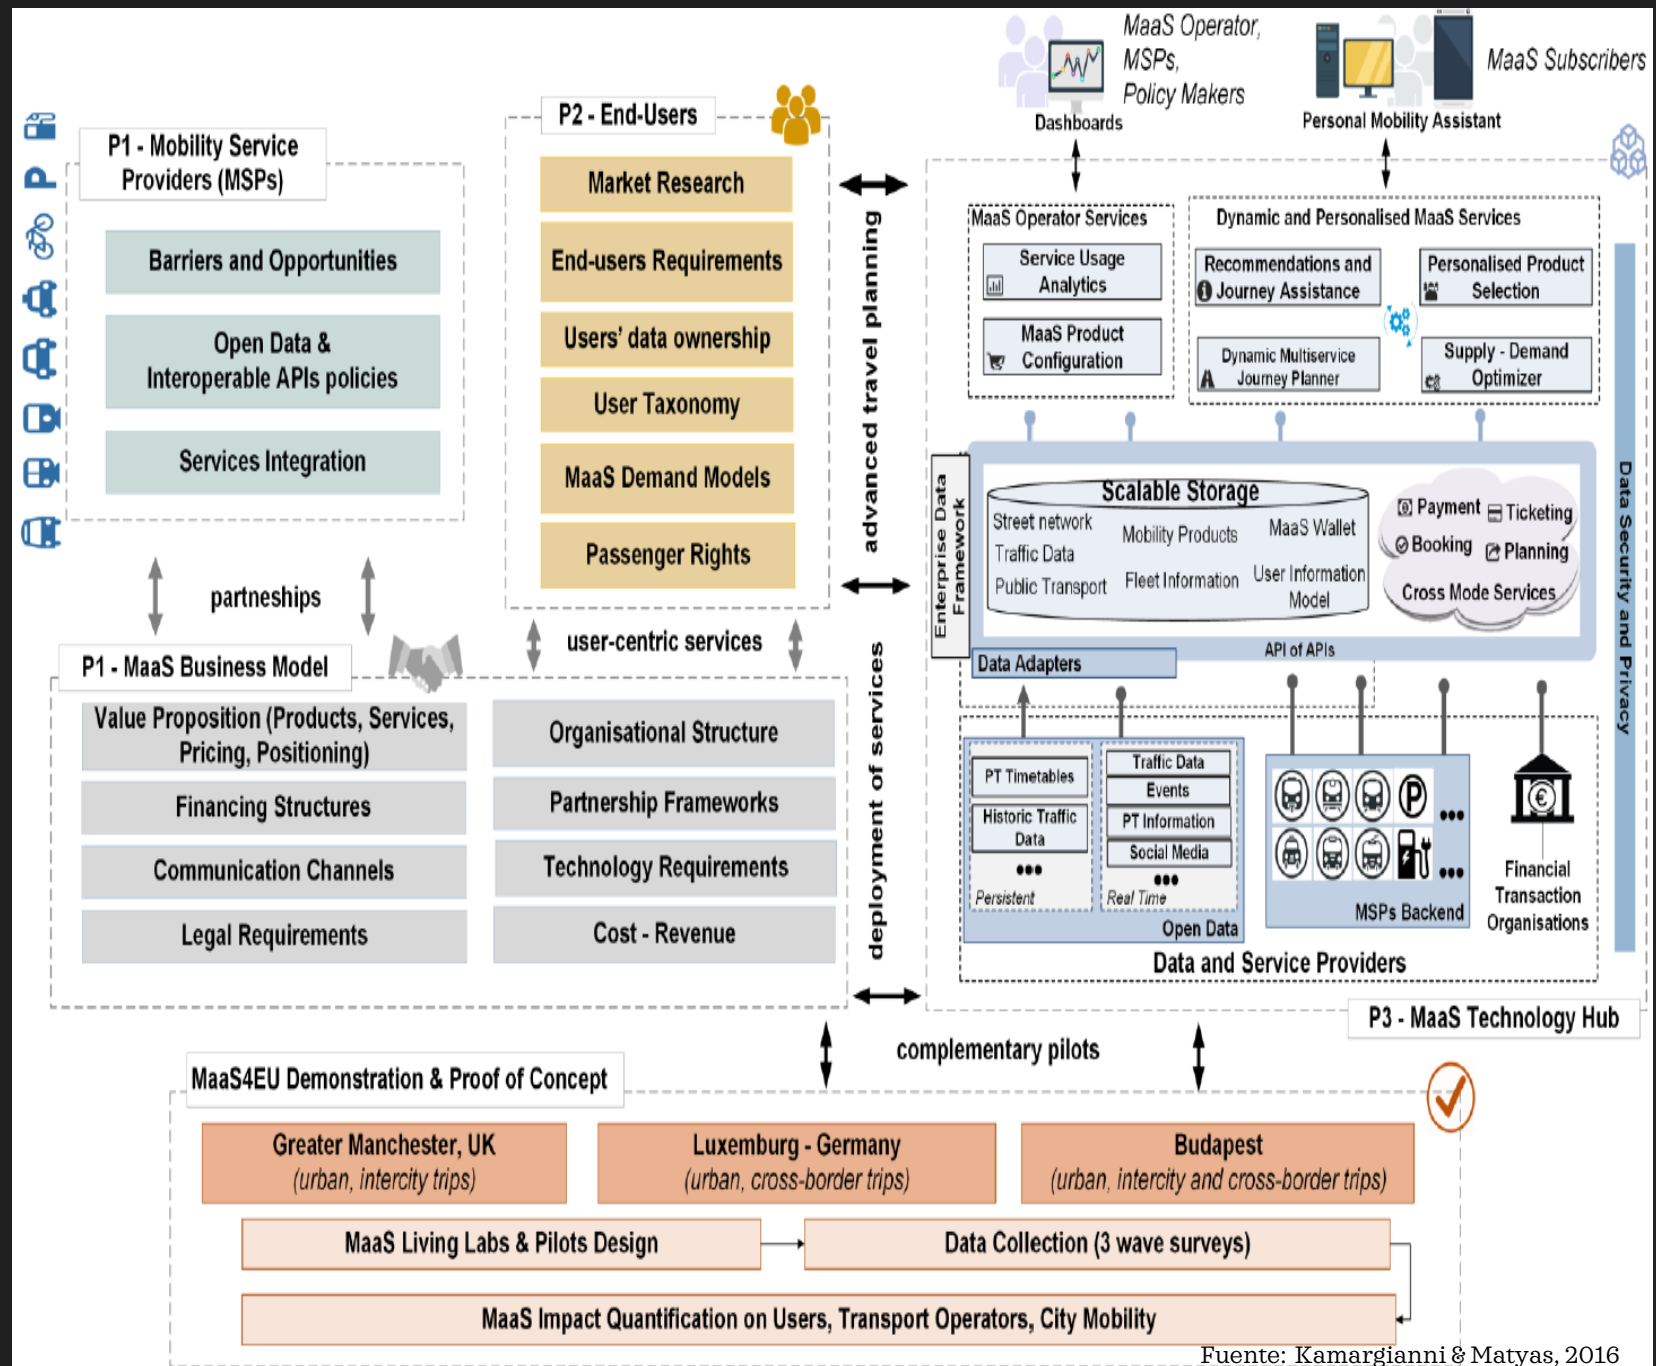 MaaS Operator,
MSPs,
Policy Makers
Dashboards
MaaS Subscribers
Personal Mobility Assistant
P1 - Mobility Service
Providers (MSPs)
P
Barriers and Opportunities
Open Data &
Interoperable APIs policies
Services Integration
partneships
P2 - End-Users
Market Research
End-users Requirements
Users' data ownership
User Taxonomy
MaaS Demand Models
Passenger Rights
user-centric services
advanced travel planning
deployment of services
P1 - MaaS Business Model
Value Proposition (Products, Services,
Pricing, Positioning)
Financing Structures
Communication Channels
Legal Requirements
Organisational Structure
Partnership Frameworks
Technology Requirements
Cost - Revenue
MaaS Operator Services
Service Usage
Analytics
MaaS Product
Configuration
Dynamic and Personalised MaaS Services
Recommendations and
Journey Assistance
Personalised Product
Selection
Dynamic Multiservice
Journey Planner
Supply - Demand
Optimizer
Enterprise Data
Framework
Scalable Storage
Street network
Traffic Data
Public Transport
Mobility Products
Fleet Information
MaaS Wallet
User Information
Model
Payment
Ticketing
Booking
Planning
Cross Mode Services
API of APIs
Data Adapters
Data Security and Privacy
PT Timetables
Historic Traffic
Data
•••
Persistent
Traffic Data
Events
PT Information
Social Media
•••
Real Time
Open Data
P
•••
•••
MSPs Backend
€
Financial
Transaction
Organisations
Data and Service Providers
P3 - MaaS Technology Hub
complementary pilots
MaaS4EU Demonstration & Proof of Concept
Greater Manchester, UK
(urban, intercity trips)
Luxemburg - Germany
(urban, cross-border trips)
Budapest
(urban, intercity and cross-border trips)
MaaS Living Labs & Pilots Design
Data Collection (3 wave surveys)
MaaS Impact Quantification on Users, Transport Operators, City Mobility
Fuente: Kamargianni & Matyas, 2016